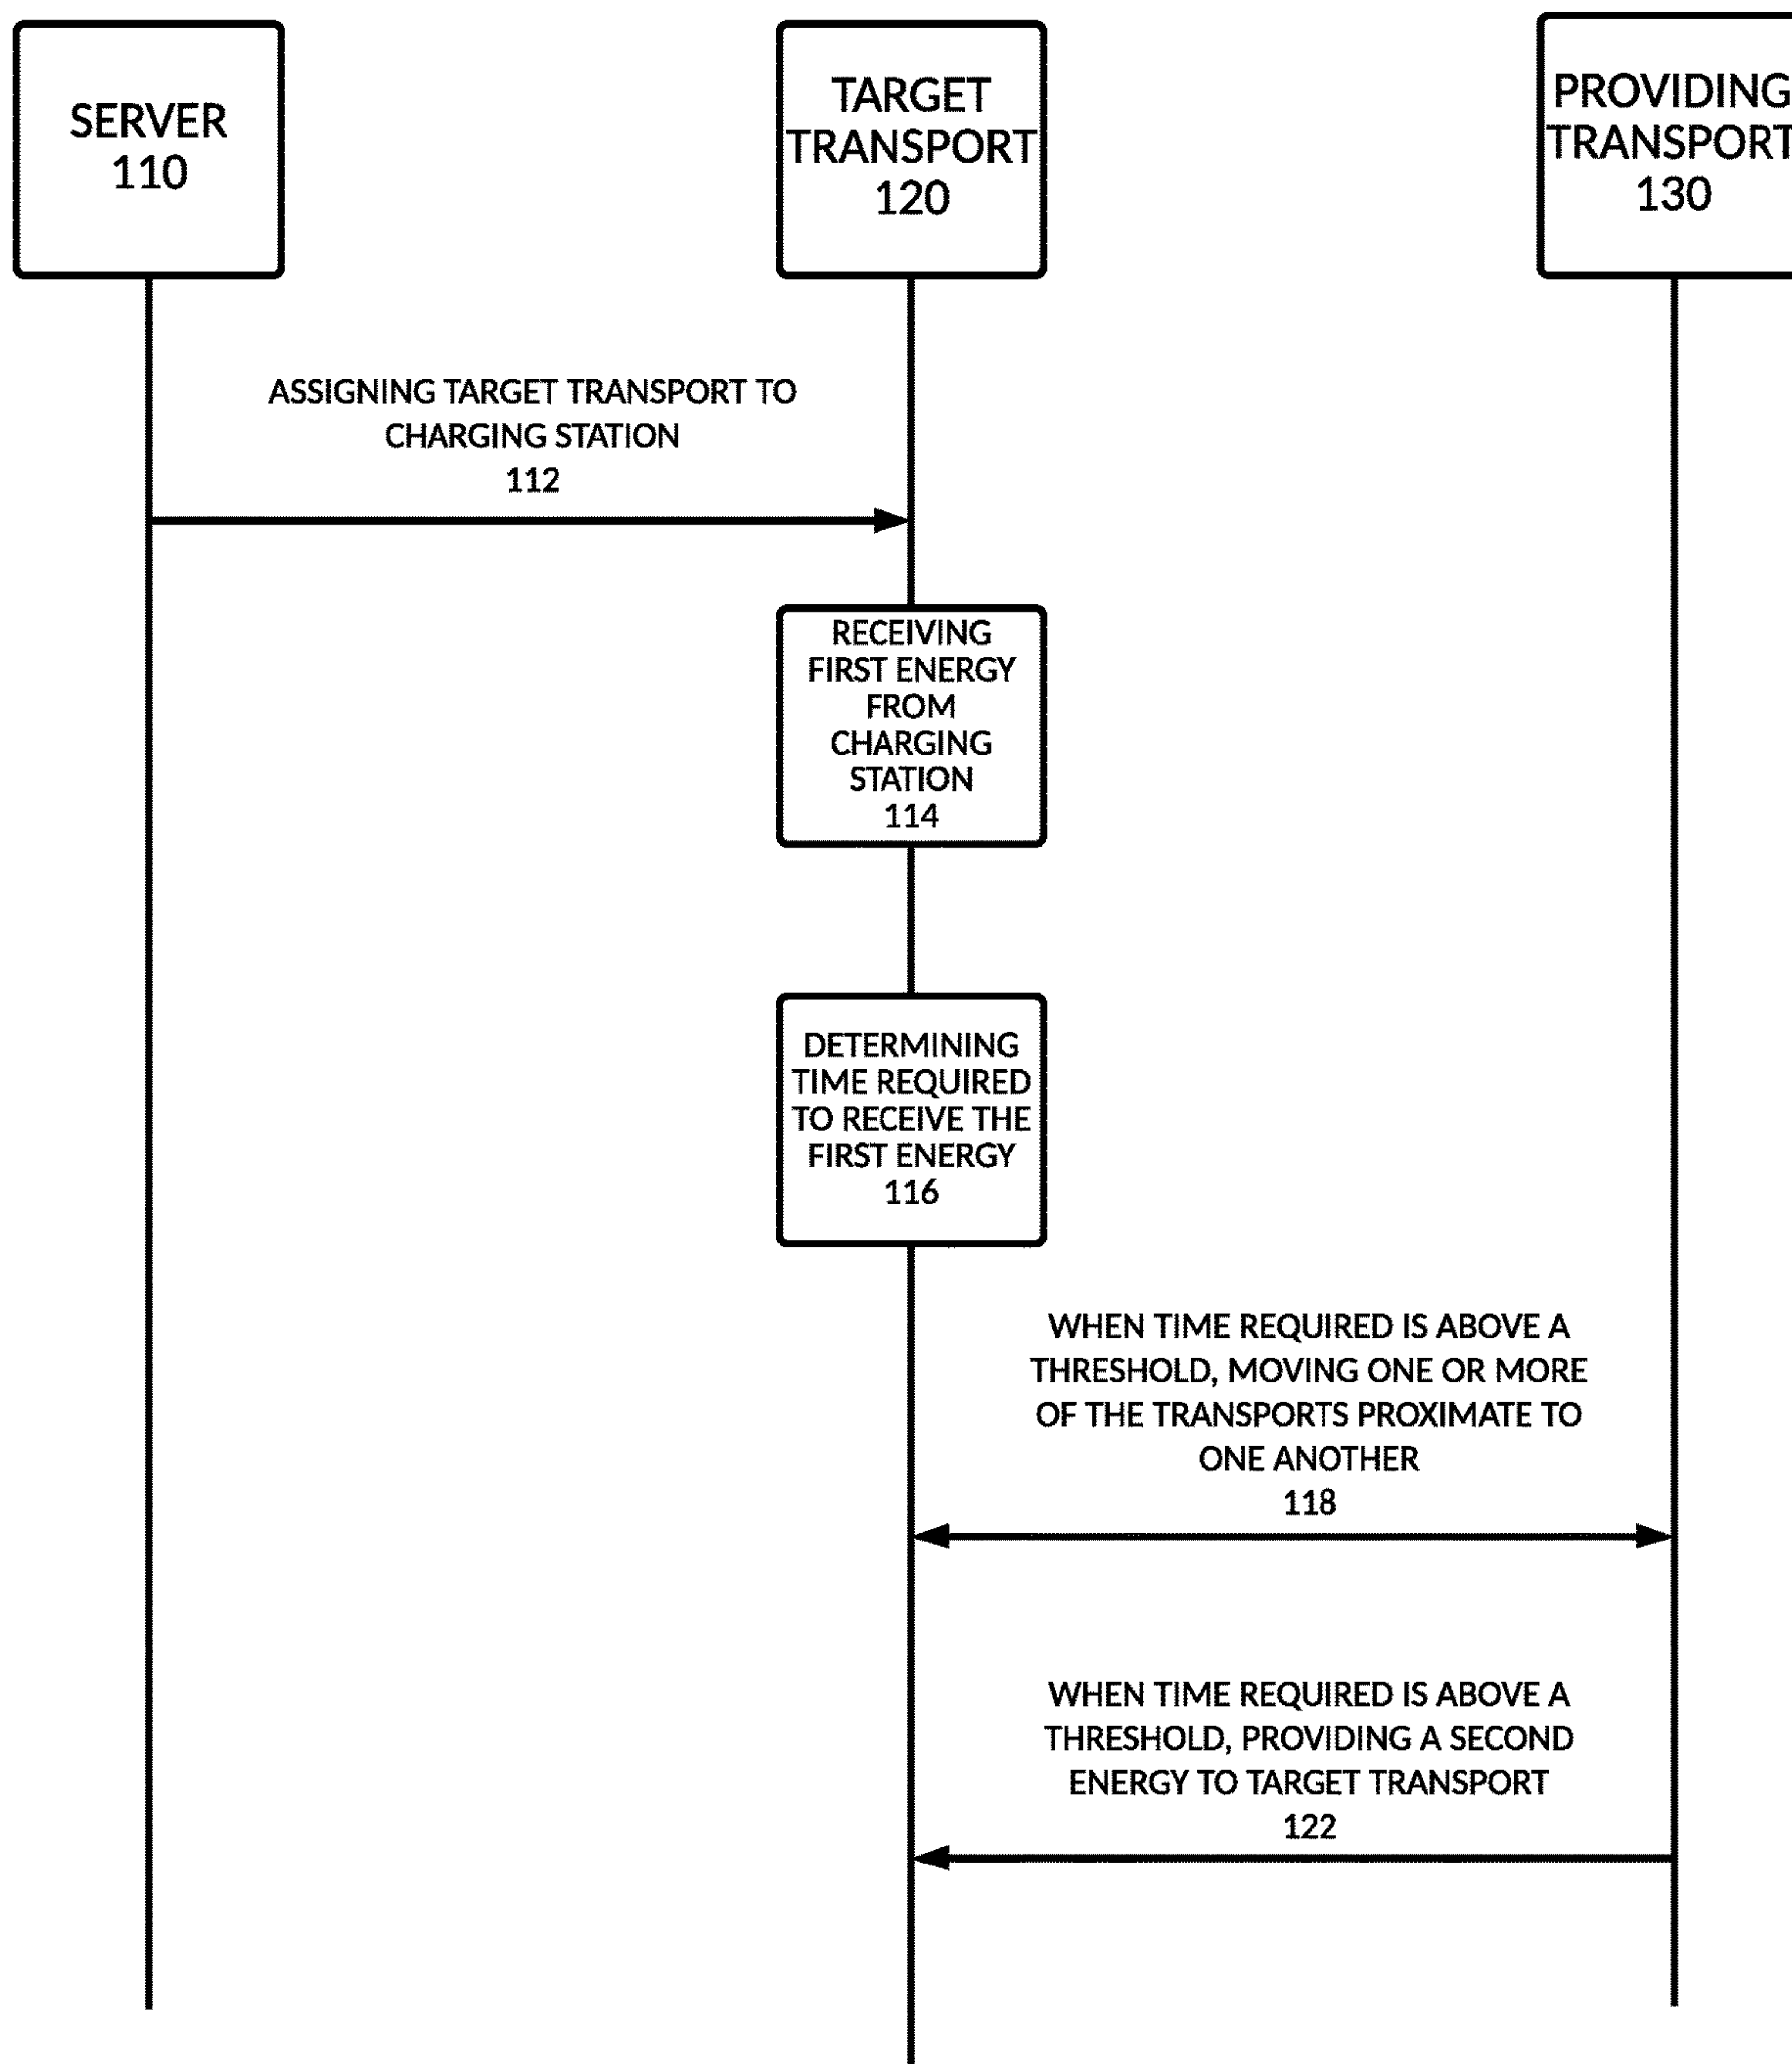 SERVER
110
TARGET
TRANSPORT
120
PROVIDING
TRANSPORT
130
ASSIGNING TARGET TRANSPORT TO
CHARGING STATION
112
RECEIVING
FIRST ENERGY
FROM
CHARGING
STATION
114
DETERMINING
TIME REQUIRED
TO RECEIVE THE
FIRST ENERGY
116
WHEN TIME REQUIRED IS ABOVE A
THRESHOLD, MOVING ONE OR MORE
OF THE TRANSPORTS PROXIMATE TO
ONE ANOTHER
118
WHEN TIME REQUIRED IS ABOVE A
THRESHOLD, PROVIDING A SECOND
ENERGY TO TARGET TRANSPORT
122